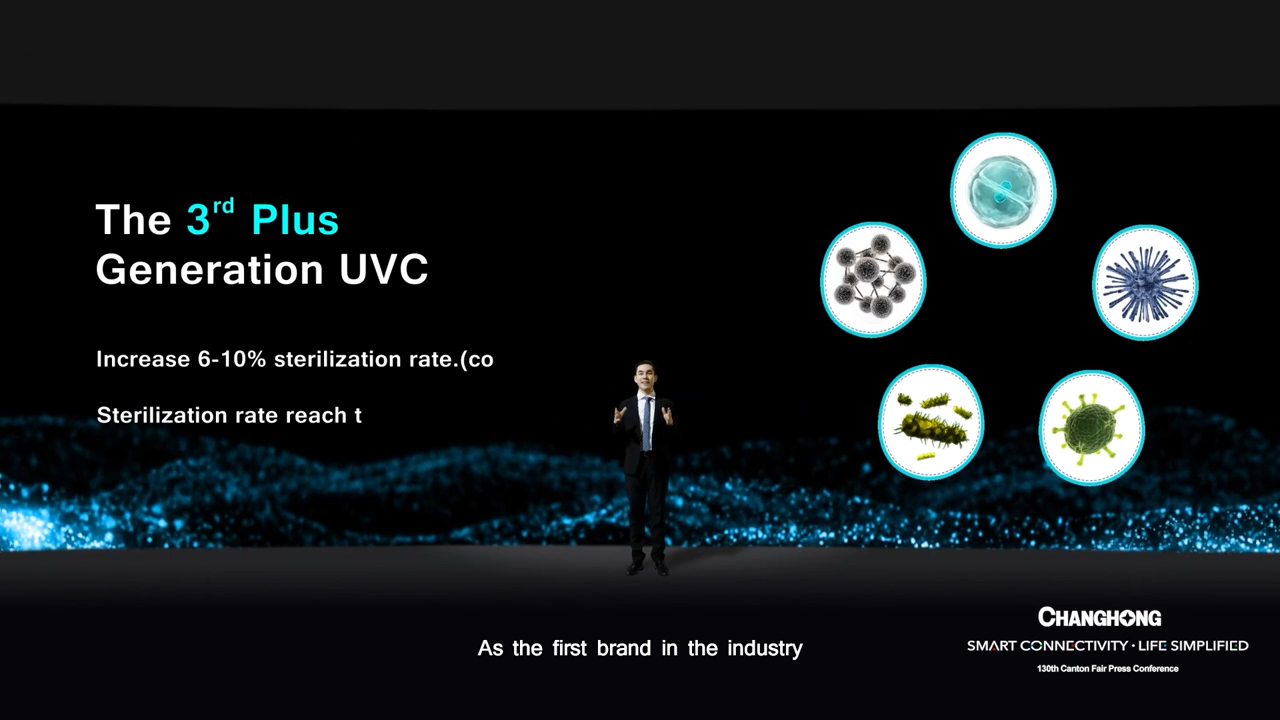 The 3rd Plus
Generation UVC
Increase 6-10% sterilization rate.(co
Sterilization rate reach t
As the first brand in the industry
CHANGHONG
SMART CONNECTIVITY · LIFE SIMPLIFIED
130th Canton Fair Press Conference